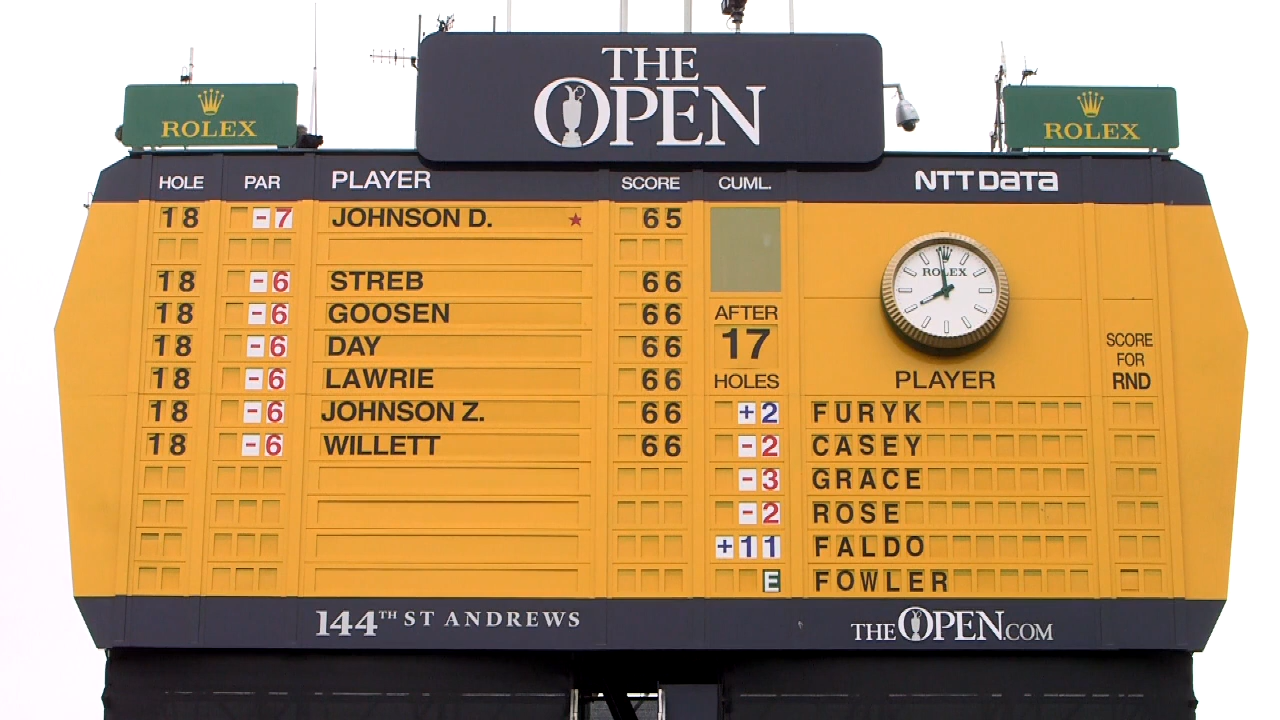 THE
OPEN
ROLEX
ROLEX
HOLE PAR PLAYER SCORE CUML. NTT DATA
18 -7 JOHNSON D. ★ 65
ROLEX
18 -6 STREB 66
18 -6 GOOSEN 66 AFTER
18 -6 DAY 66 17 SCORE
FOR
18 -6 LAWRIE 66 HOLES PLAYER RND
18 -6 JOHNSON Z. 66 +2 FURYK
18 -6 WILLETT 66 -2 CASEY
-3 GRACE
-2 ROSE
+11 FALDO
E FOWLER
144TH ST ANDREWS THE OPEN.COM